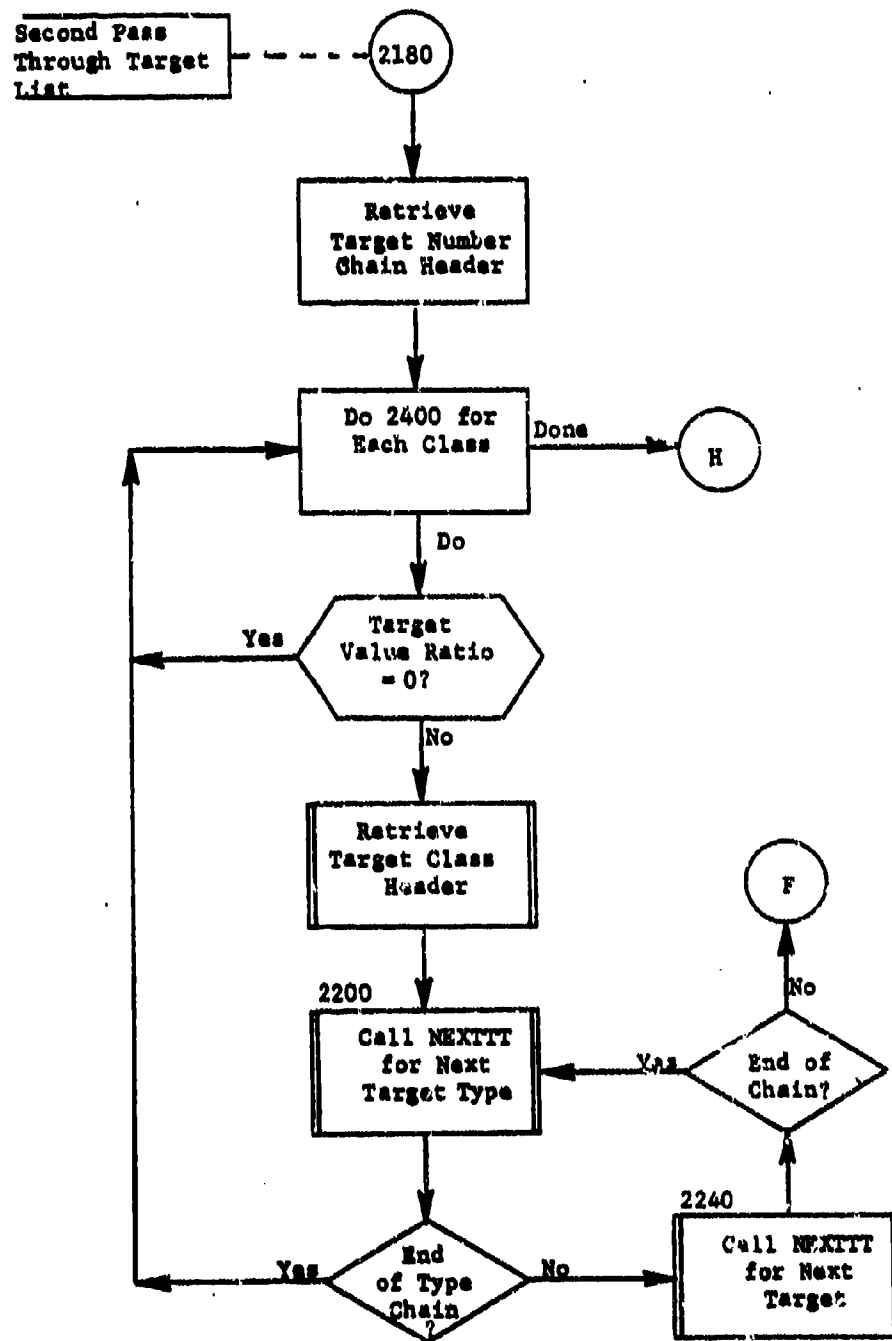 Second Pass
Through Target
List
2180
Retrieve
Target Number
Chain Header
Do 2400 for
Each Class
Done
H
Do
Target
Value Ratio
= 0?
Yes
No
Retrieve
Target Class
Header
F
2200
No
Call NEXTTT
for Next
Target Type
Yes
End of
Chain?
2240
End
of Type
Chain
?
Yes
No
Call NEXTTT
for Next
Target